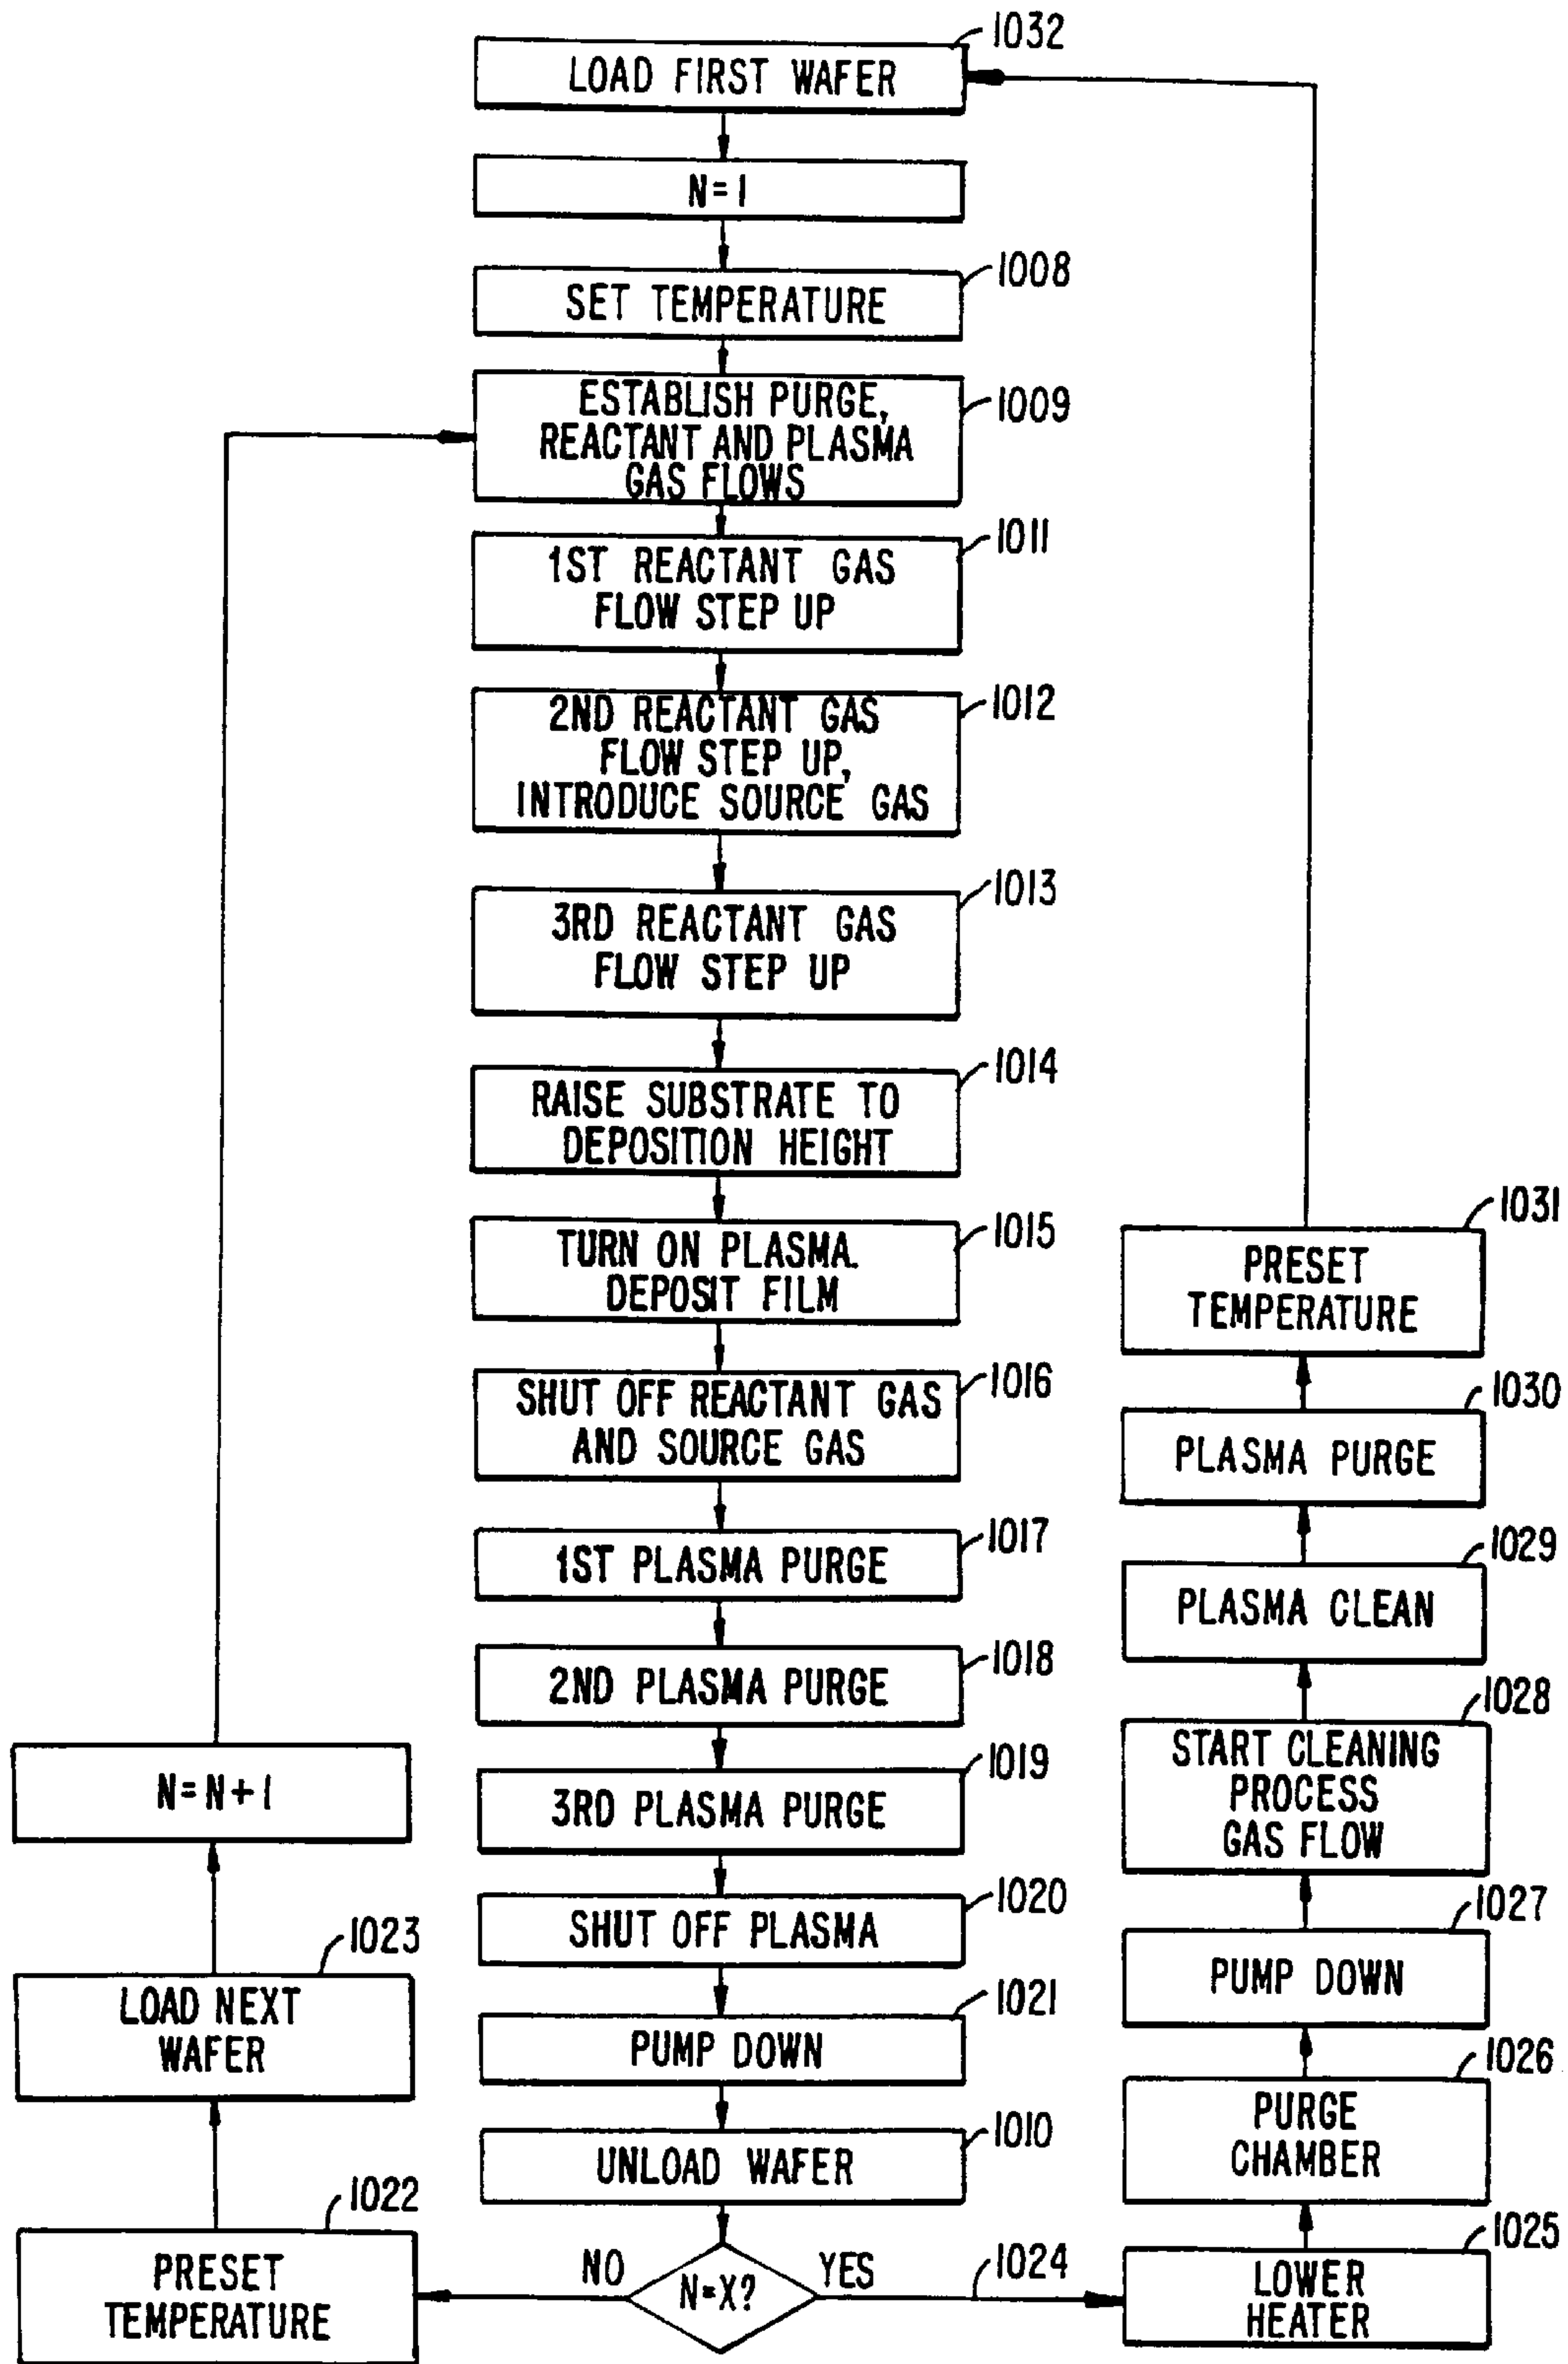 1032
LOAD FIRST WAFER
N=1
1008
SET TEMPERATURE
1009
ESTABLISH PURGE,
REACTANT AND PLASMA
GAS FLOWS
1011
1ST REACTANT GAS
FLOW STEP UP
1012
2ND REACTANT GAS
FLOW STEP UP,
INTRODUCE SOURCE GAS
1013
3RD REACTANT GAS
FLOW STEP UP
1014
RAISE SUBSTRATE TO
DEPOSITION HEIGHT
1015
TURN ON PLASMA.
DEPOSIT FILM
1016
SHUT OFF REACTANT GAS
AND SOURCE GAS
1017
1ST PLASMA PURGE
1018
2ND PLASMA PURGE
1019
3RD PLASMA PURGE
1020
SHUT OFF PLASMA
1021
PUMP DOWN
1010
UNLOAD WAFER
N=X?
NO
YES
1022
PRESET
TEMPERATURE
1023
LOAD NEXT
WAFER
N=N+1
1024
1025
LOWER
HEATER
1026
PURGE
CHAMBER
1027
PUMP DOWN
1028
START CLEANING
PROCESS
GAS FLOW
1029
PLASMA CLEAN
1030
PLASMA PURGE
1031
PRESET
TEMPERATURE